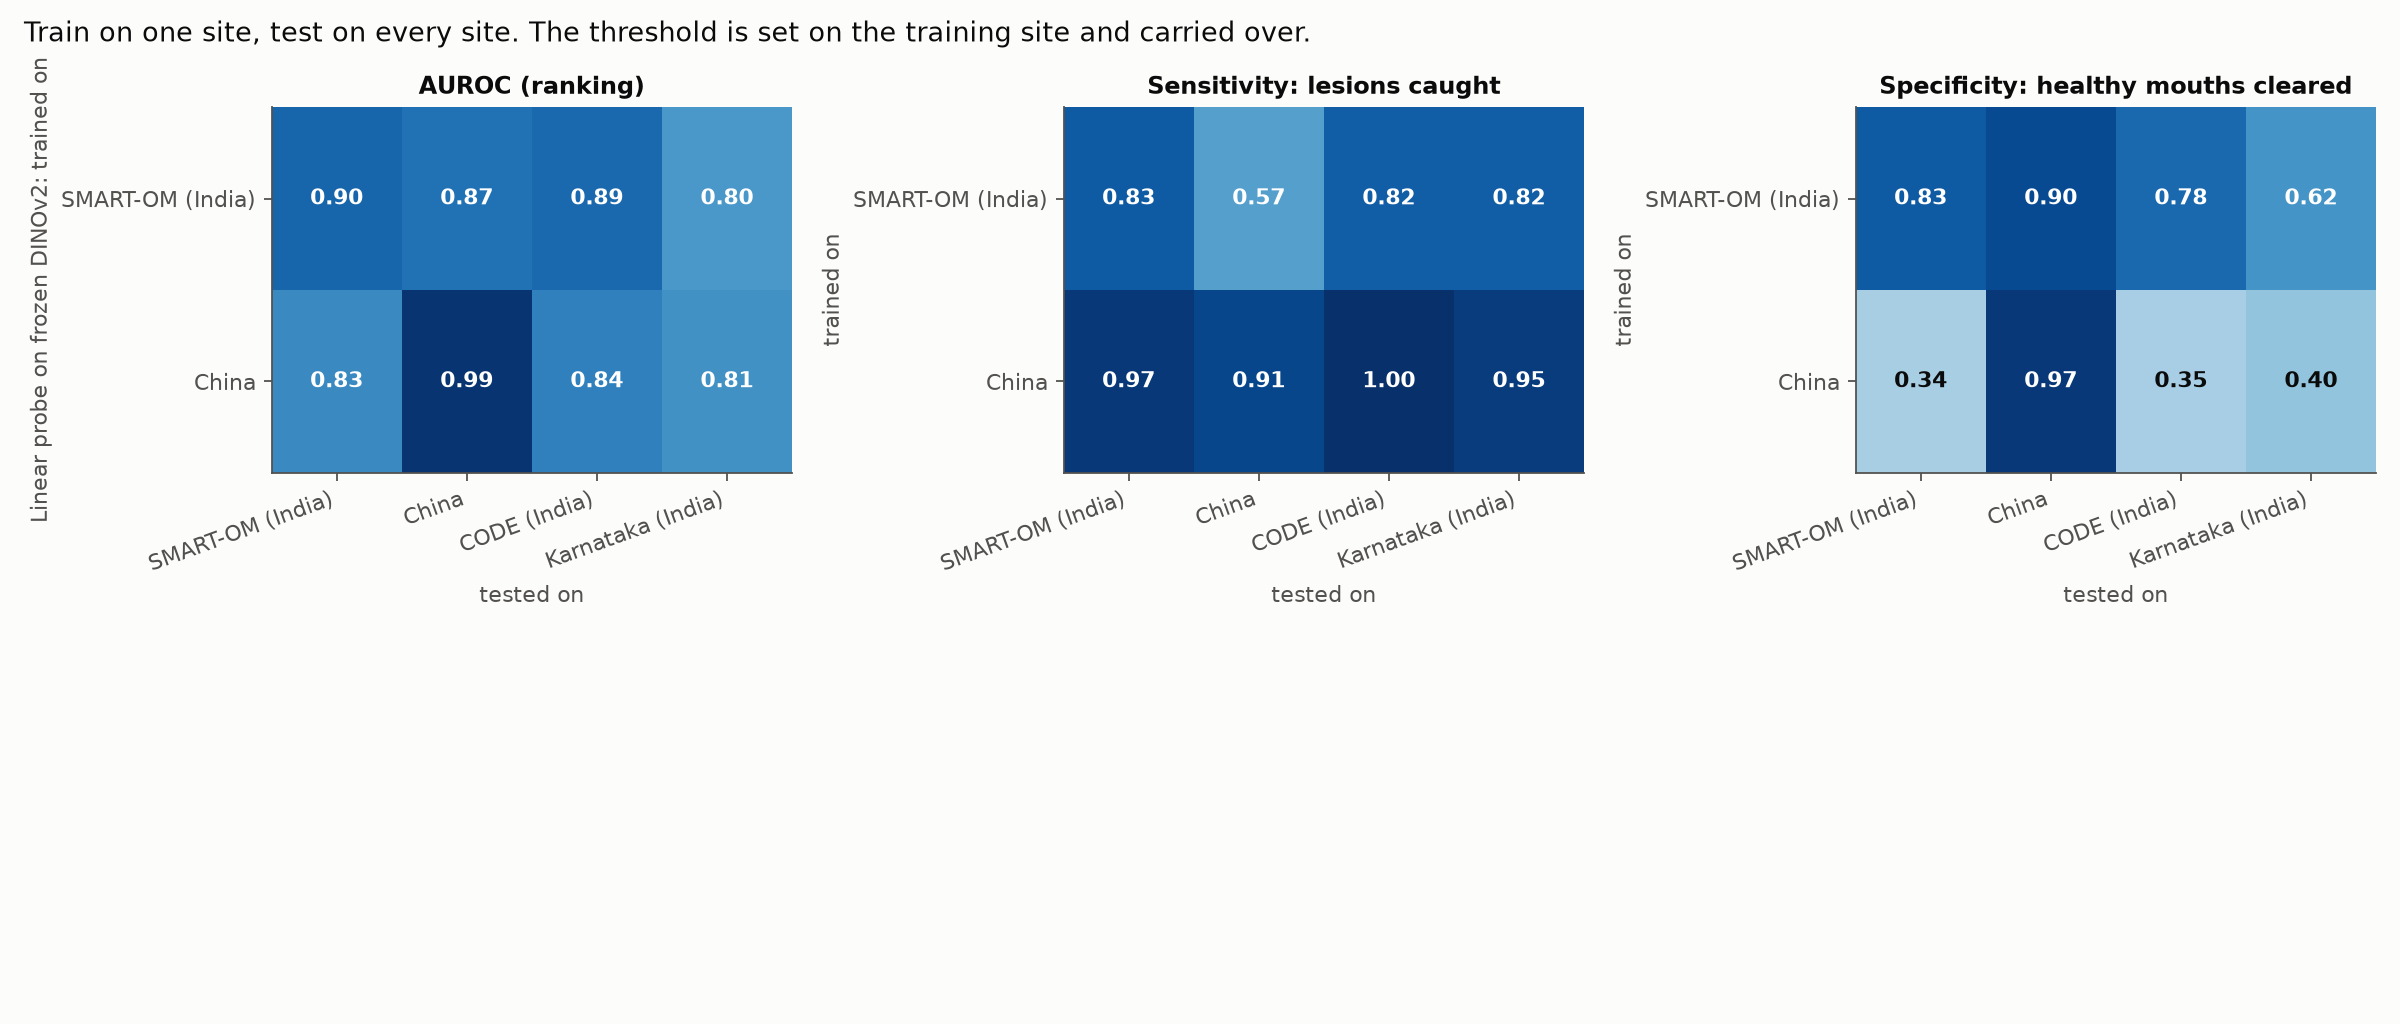 Train on one site, test on every site. The threshold is set on the training site and carried over.
Linear probe on frozen DINOv2: trained on
AUROC (ranking)
SMART-OM (India)
0.90 0.87 0.89 0.80
China
0.83 0.99 0.84 0.81
SMART-OM (India) China CODE (India) Karnataka (India)
tested on
trained on
Sensitivity: lesions caught
SMART-OM (India)
0.83 0.57 0.82 0.82
China
0.97 0.91 1.00 0.95
SMART-OM (India) China CODE (India) Karnataka (India)
tested on
trained on
Specificity: healthy mouths cleared
SMART-OM (India)
0.83 0.90 0.78 0.62
China
0.34 0.97 0.35 0.40
SMART-OM (India) China CODE (India) Karnataka (India)
tested on